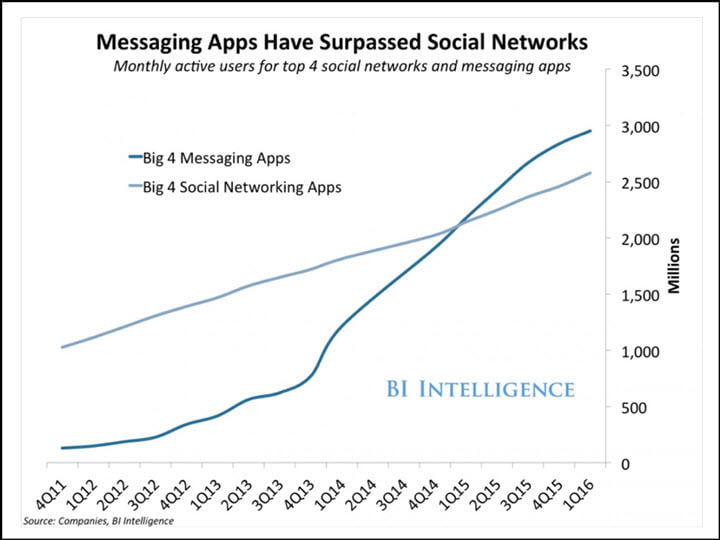 Messaging Apps Have Surpassed Social Networks
Monthly active users for top 4 social networks and messaging apps
Big 4 Messaging Apps
Big 4 Social Networking Apps
3,500
3,000
2,500
2,000
1,500
1,000
500
0
Millions
BI INTELLIGENCE
4Q11
1Q12
2Q12
3Q12
4Q12
1Q13
2Q13
3Q13
4Q13
1Q14
2Q14
3Q14
4Q14
1Q15
2Q15
3Q15
4Q15
1Q16
Source: Companies, BI Intelligence